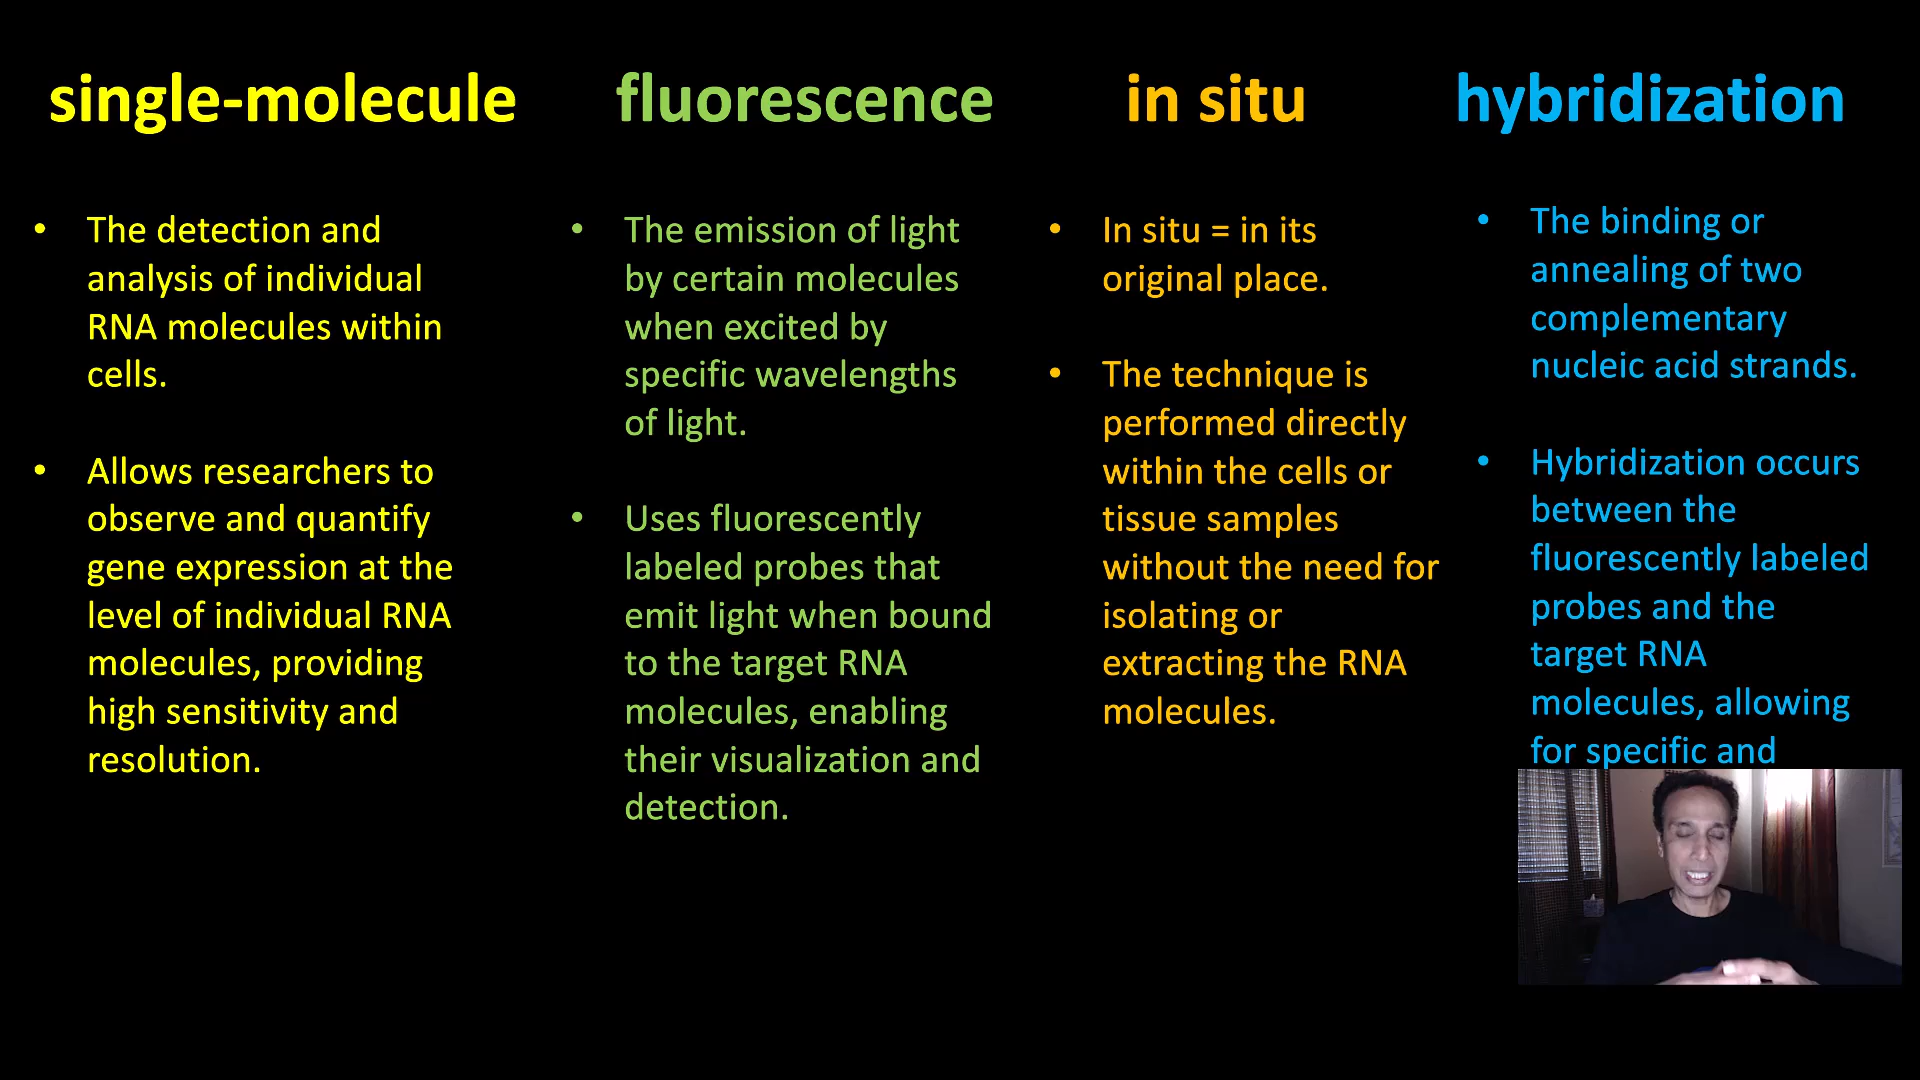 single-molecule
• The detection and
analysis of individual
RNA molecules within
cells.
• Allows researchers to
observe and quantify
gene expression at the
level of individual RNA
molecules, providing
high sensitivity and
resolution.
fluorescence
• The emission of light
by certain molecules
when excited by
specific wavelengths
of light.
• Uses fluorescently
labeled probes that
emit light when bound
to the target RNA
molecules, enabling
their visualization and
detection.
in situ
• In situ = in its
original place.
• The technique is
performed directly
within the cells or
tissue samples
without the need for
isolating or
extracting the RNA
molecules.
hybridization
• The binding or
annealing of two
complementary
nucleic acid strands.
• Hybridization occurs
between the
fluorescently labeled
probes and the
target RNA
molecules, allowing
for specific and